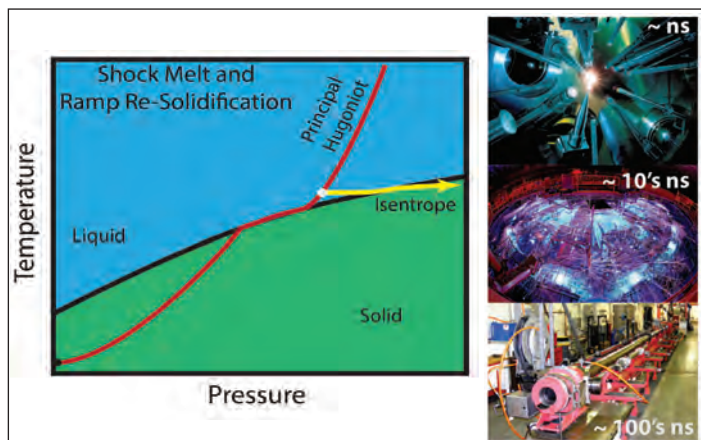 Shock Melt and
Ramp Re-Solidification
Principal
Hugoniot
Isentrope
Liquid
Solid
Temperature
Pressure
~ ns
~ 10's ns
~ 100's ns